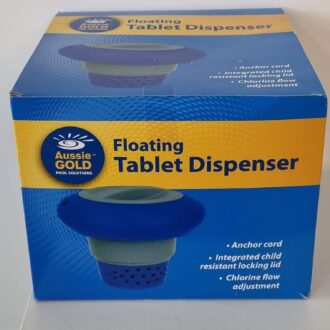 Floating
Tablet Dispenser
• Anchor cord
• Integrated child
resistant locking lid
• Chlorine flow
adjustment
Aussie™
GOLD
POOL SOLUTIONS
Floating
Tablet Dispenser
• Anchor cord
• Integrated child
resistant locking lid
• Chlorine flow
adjustment